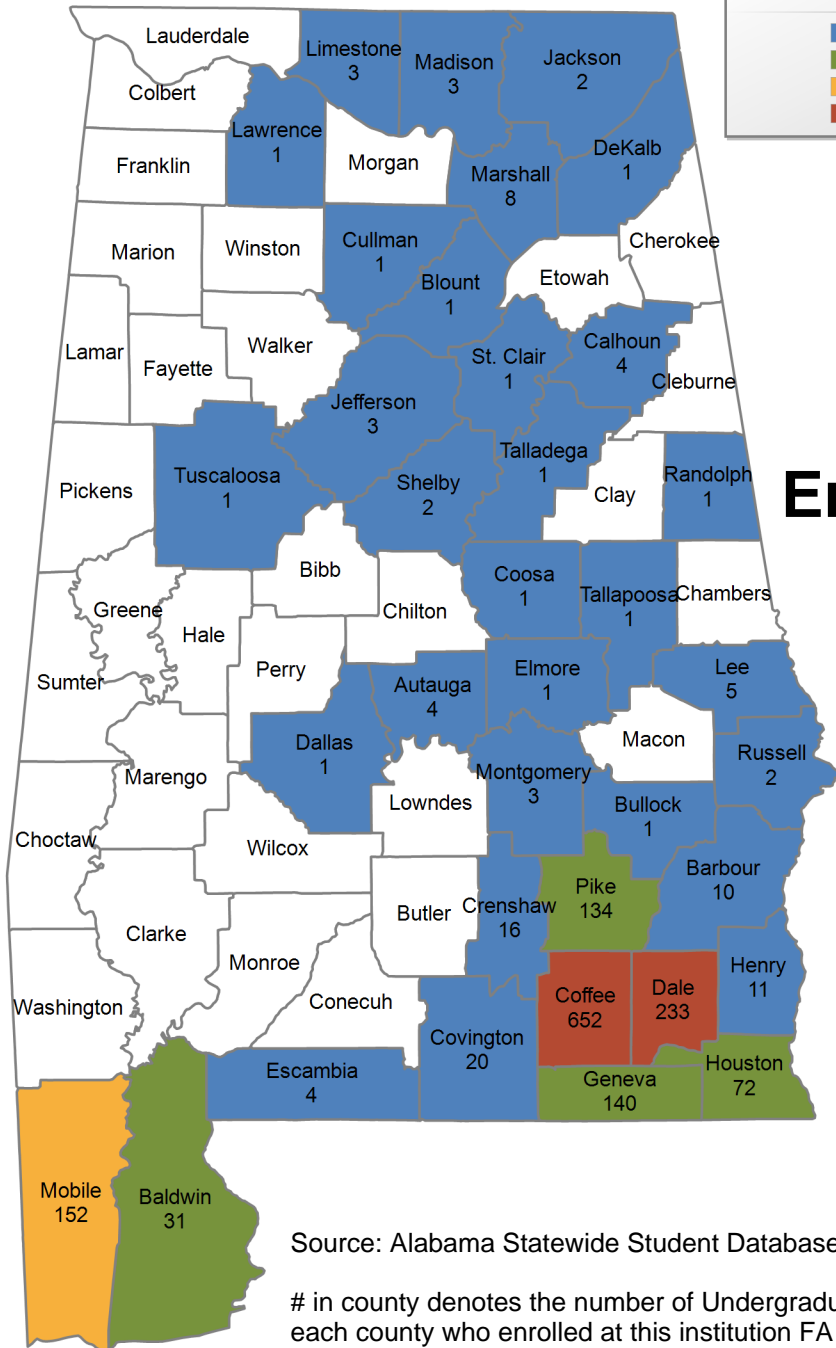 Lauderdale
Limestone
3
Madison
3
Jackson
2
Colbert
Lawrence
1
Franklin
Morgan
Marshall
8
DeKalb
1
Marion
Winston
Cullman
1
Blount
1
Etowah
Cherokee
Lamar
Fayette
Walker
St. Clair
1
Calhoun
4
Cleburne
Jefferson
3
Pickens
Tuscaloosa
1
Shelby
2
Talladega
1
Clay
Randolph
1
En
Bibb
Greene
Hale
Chilton
Coosa
1
Tallapoosa
1
Chambers
Sumter
Perry
Autauga
4
Elmore
1
Lee
5
Dallas
1
Macon
Russell
2
Marengo
Lowndes
Montgomery
3
Bullock
1
Choctaw
Wilcox
Barbour
10
Clarke
Butler
Crenshaw
16
Pike
134
Washington
Monroe
Conecuh
Covington
20
Coffee
652
Dale
233
Henry
11
Escambia
4
Geneva
140
Houston
72
Mobile
152
Baldwin
31
Source: Alabama Statewide Student Database
# in county denotes the number of Undergradu
each county who enrolled at this institution FA